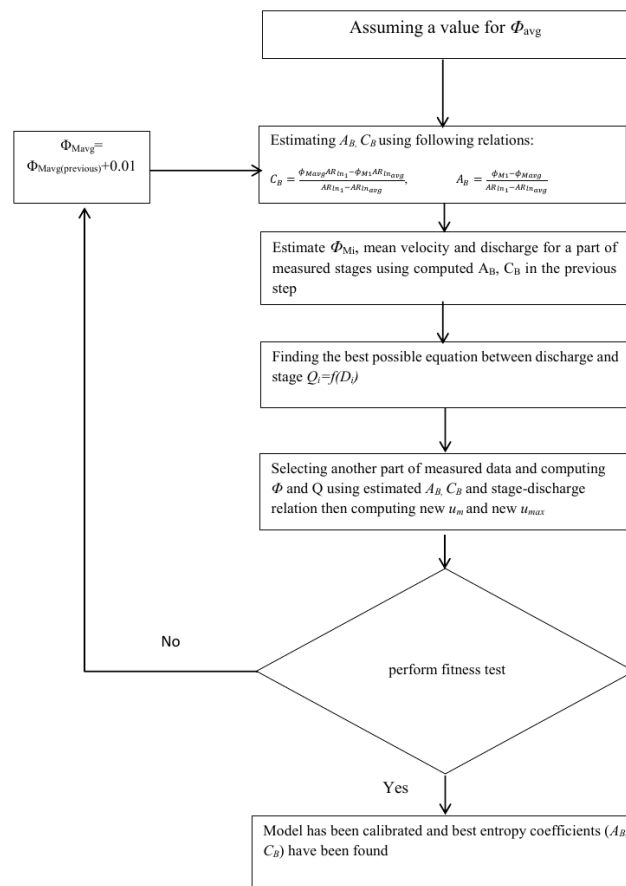 Assuming a value for Φavg
ΦMavg=
ΦMavg(previous)+0.01
Estimating AB, CB using following relations:
CB = (ϕMavg ARln1 − ϕM1 ARlnavg) / (ARln1 − ARlnavg), AB = (ϕM1 − ϕMavg) / (ARln1 − ARlnavg)
Estimate ΦMi, mean velocity and discharge for a part of
measured stages using computed AB, CB in the previous
step
Finding the best possible equation between discharge and
stage Qi=f(Di)
Selecting another part of measured data and computing
Φ and Q using estimated AB, CB and stage-discharge
relation then computing new um and new umax
No
perform fitness test
Yes
Model has been calibrated and best entropy coefficients (AB,
CB) have been found